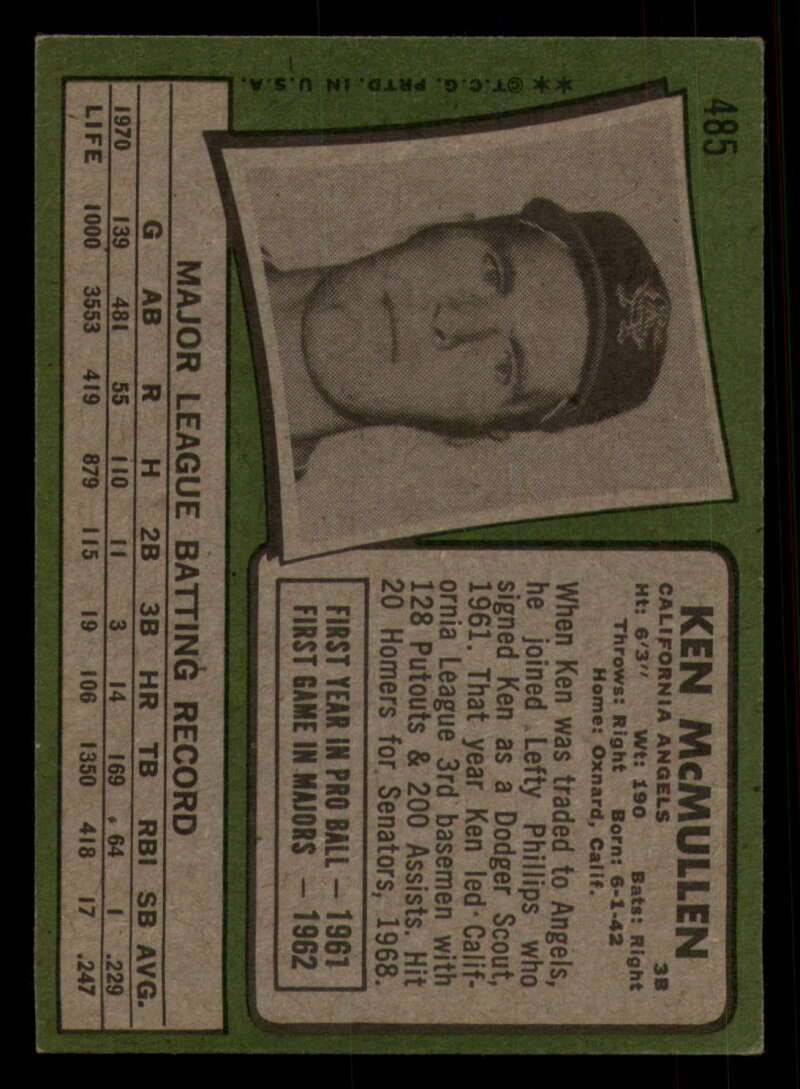 485
KEN McMULLEN
CALIFORNIA ANGELS 3B
Ht: 6'3" Wt: 190 Bats: Right
Throws: Right Born: 6-1-42
Home: Oxnard, Calif.
When Ken was traded to Angels,
he joined Lefty Phillips who
signed Ken as a Dodger Scout,
1961. That year Ken led Calif-
ornia League 3rd basemen with
128 Putouts & 200 Assists. Hit
20 Homers for Senators, 1968.
FIRST YEAR IN PRO BALL — 1961
FIRST GAME IN MAJORS — 1962
MAJOR LEAGUE BATTING RECORD
G AB R H 2B 3B HR TB RBI SB AVG.
1970 139 481 55 110 11 3 14 169 64 1 .229
LIFE 1000 3553 419 879 115 19 106 1350 418 17 .247
** ©T.C.G. PRTD. IN U.S.A.